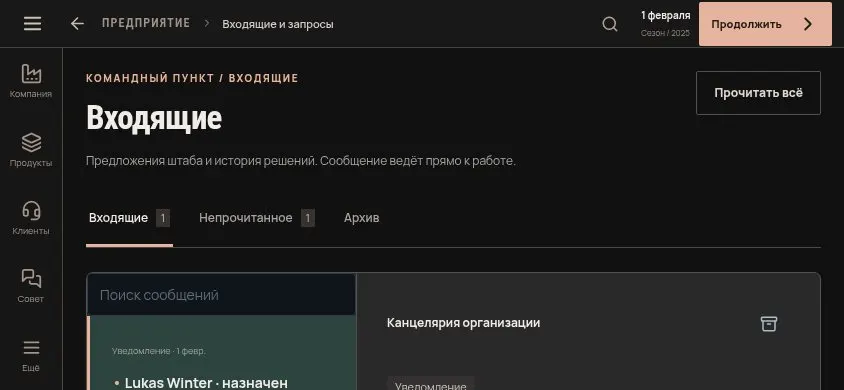 ПРЕДПРИЯТИЕ
Входящие и запросы
1 февраля
Сезон / 2025
Продолжить
Компания
Продукты
Клиенты
Совет
Ещё
КОМАНДНЫЙ ПУНКТ / ВХОДЯЩИЕ
Входящие
Прочитать всё
Предложения штаба и история решений. Сообщение ведёт прямо к работе.
Входящие 1
Непрочитанное 1
Архив
Поиск сообщений
Уведомление · 1 февр.
• Lukas Winter · назначен
Канцелярия организации
Уведомление